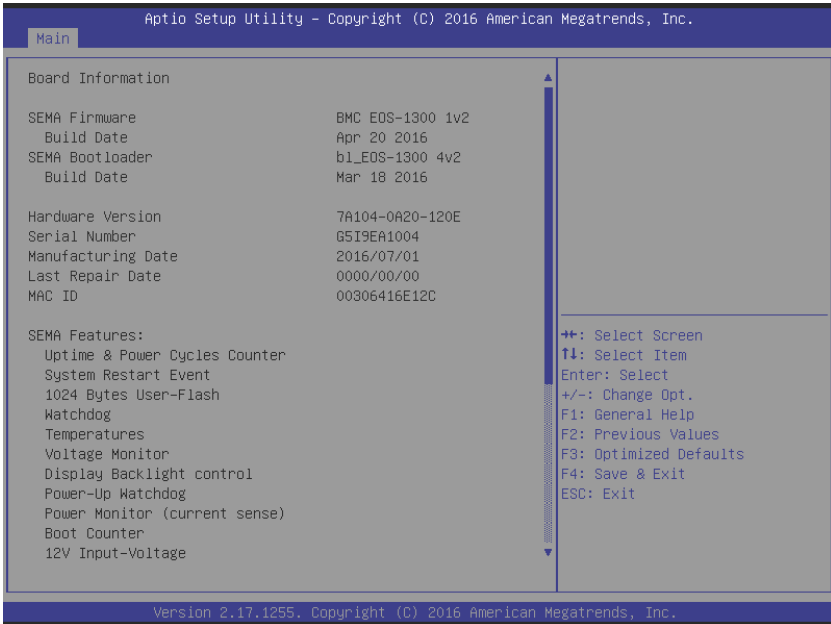 Aptio Setup Utility – Copyright (C) 2016 American Megatrends, Inc.
Main
Board Information
SEMA Firmware BMC EOS-1300 1v2
Build Date Apr 20 2016
SEMA Bootloader bl_EOS-1300 4v2
Build Date Mar 18 2016
Hardware Version 7A104-0A20-120E
Serial Number G5I9EA1004
Manufacturing Date 2016/07/01
Last Repair Date 0000/00/00
MAC ID 00306416E12C
SEMA Features:
Uptime & Power Cycles Counter
System Restart Event
1024 Bytes User-Flash
Watchdog
Temperatures
Voltage Monitor
Display Backlight control
Power-Up Watchdog
Power Monitor (current sense)
Boot Counter
12V Input-Voltage
→←: Select Screen
↑↓: Select Item
Enter: Select
+/-: Change Opt.
F1: General Help
F2: Previous Values
F3: Optimized Defaults
F4: Save & Exit
ESC: Exit
Version 2.17.1255. Copyright (C) 2016 American Megatrends, Inc.